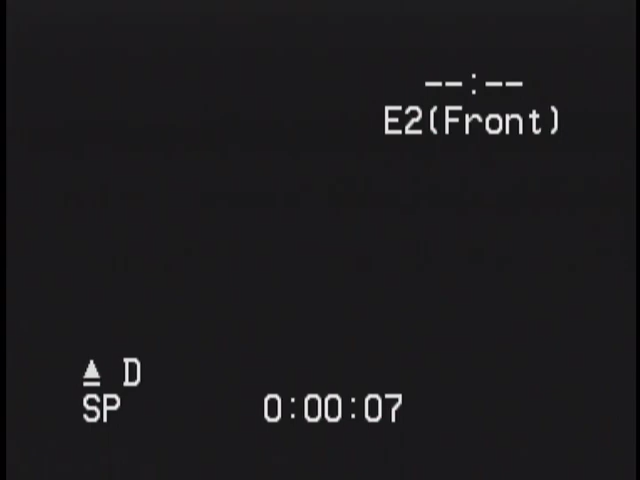 --:--
E2(Front)
≜ D
SP 0:00:07